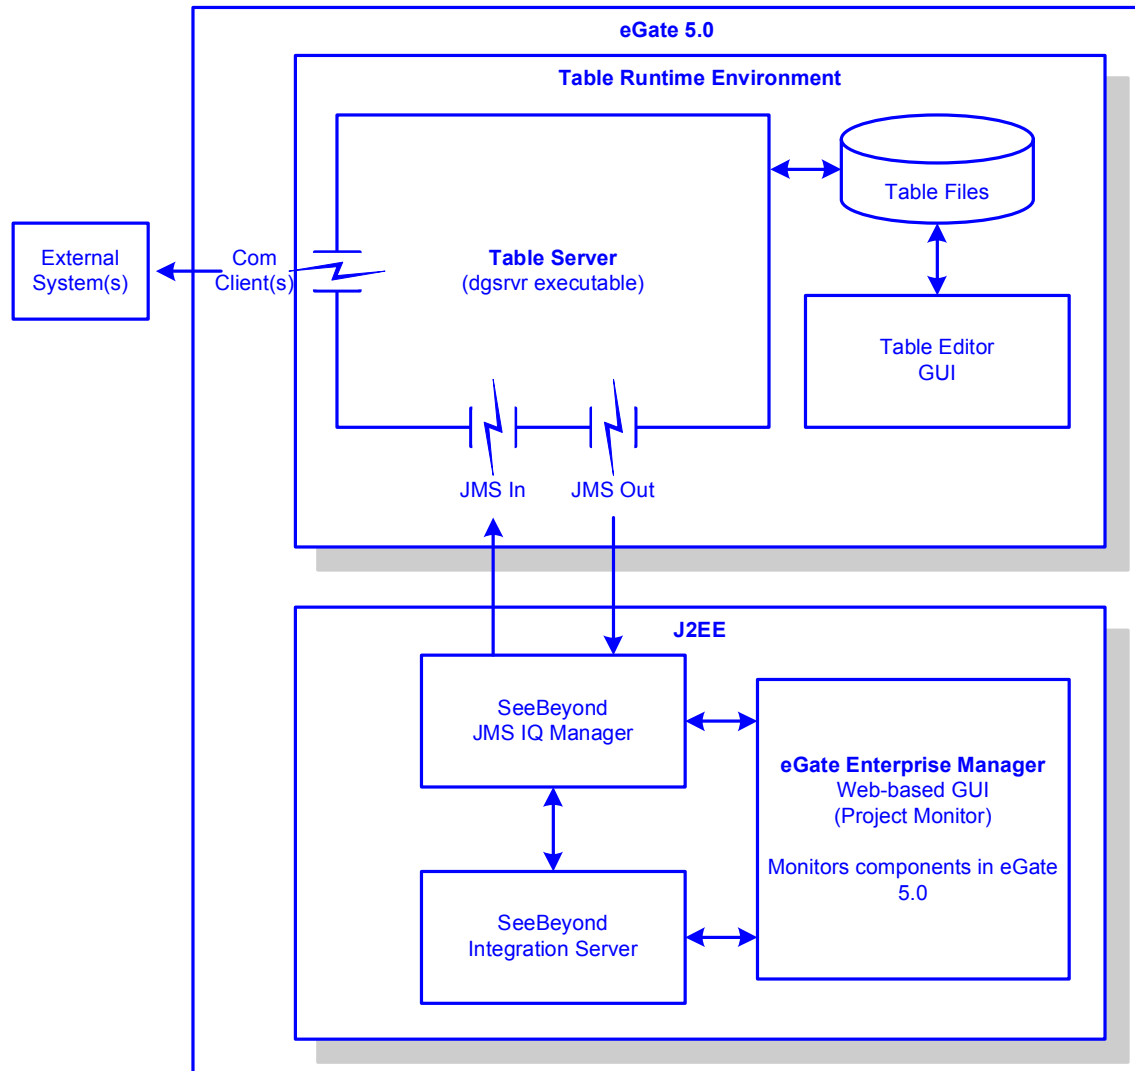 eGate 5.0
Table Runtime Environment
Table Files
External
System(s)
Com
Client(s)
Table Server
(dgsrvr executable)
Table Editor
GUI
JMS In
JMS Out
J2EE
SeeBeyond
JMS IQ Manager
eGate Enterprise Manager
Web-based GUI
(Project Monitor)
Monitors components in eGate
5.0
SeeBeyond
Integration Server